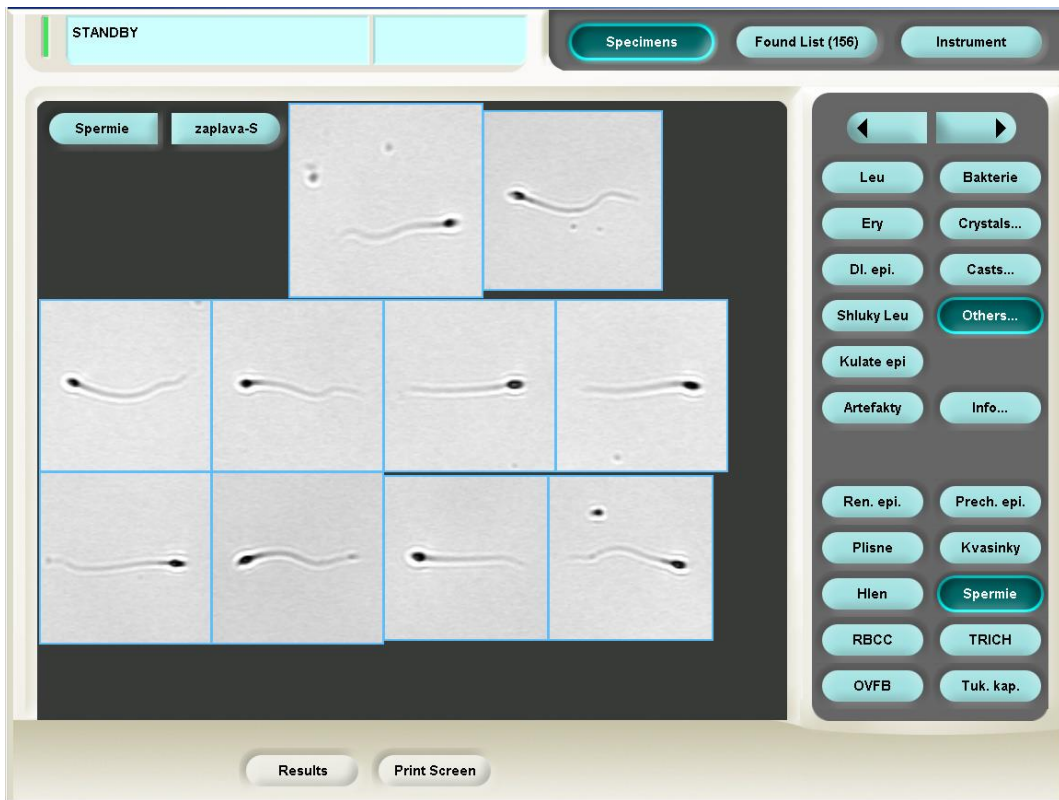 STANDBY
Specimens
Found List (156)
Instrument
Spermie
zaplava-S
Leu
Bakterie
Ery
Crystals...
Dl. epi.
Casts...
Shluky Leu
Others...
Kulate epi
Artefakty
Info...
Ren. epi.
Prech. epi.
Plisne
Kvasinky
Hlen
Spermie
RBCC
TRICH
OVFB
Tuk. kap.
Results
Print Screen